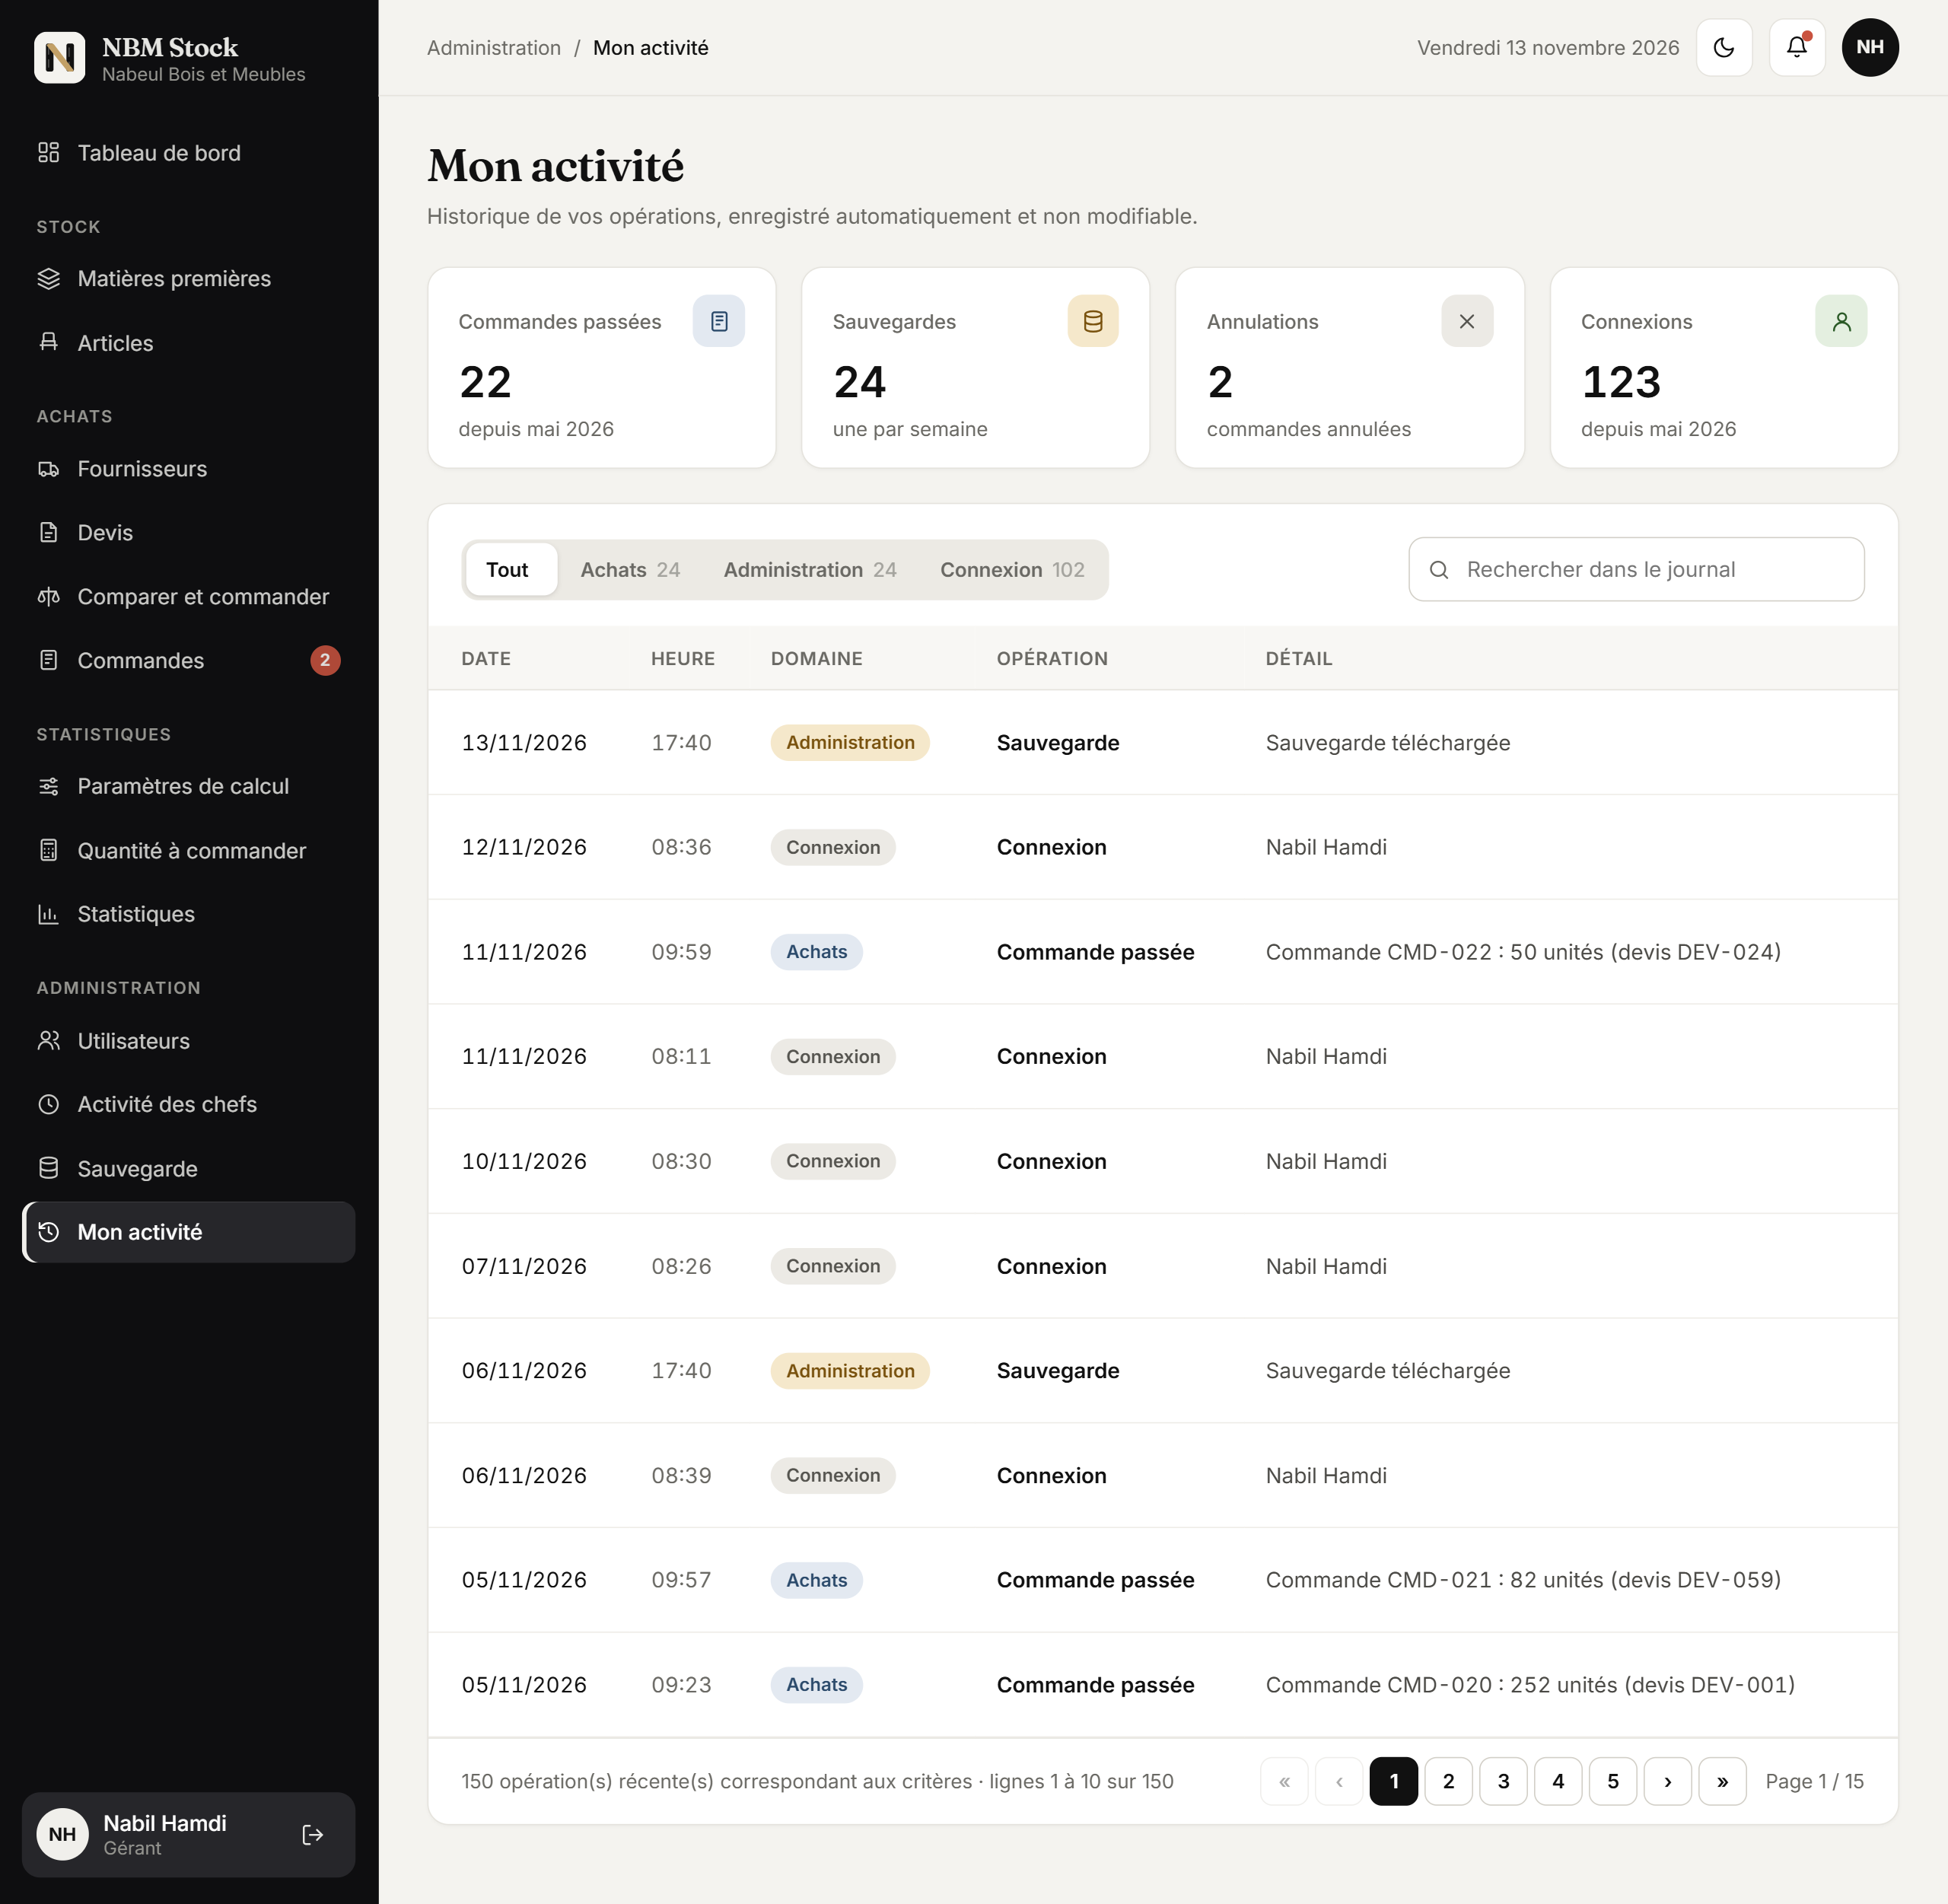 NBM Stock
Nabeul Bois et Meubles
Tableau de bord
STOCK
Matières premières
Articles
ACHATS
Fournisseurs
Devis
Comparer et commander
Commandes 2
STATISTIQUES
Paramètres de calcul
Quantité à commander
Statistiques
ADMINISTRATION
Utilisateurs
Activité des chefs
Sauvegarde
Mon activité
NH Nabil Hamdi
Gérant
Administration / Mon activité
Vendredi 13 novembre 2026 NH
Mon activité
Historique de vos opérations, enregistré automatiquement et non modifiable.
Commandes passées
22
depuis mai 2026
Sauvegardes
24
une par semaine
Annulations
2
commandes annulées
Connexions
123
depuis mai 2026
Tout Achats 24 Administration 24 Connexion 102 Rechercher dans le journal
DATE HEURE DOMAINE OPÉRATION DÉTAIL
13/11/2026 17:40 Administration Sauvegarde Sauvegarde téléchargée
12/11/2026 08:36 Connexion Connexion Nabil Hamdi
11/11/2026 09:59 Achats Commande passée Commande CMD-022 : 50 unités (devis DEV-024)
11/11/2026 08:11 Connexion Connexion Nabil Hamdi
10/11/2026 08:30 Connexion Connexion Nabil Hamdi
07/11/2026 08:26 Connexion Connexion Nabil Hamdi
06/11/2026 17:40 Administration Sauvegarde Sauvegarde téléchargée
06/11/2026 08:39 Connexion Connexion Nabil Hamdi
05/11/2026 09:57 Achats Commande passée Commande CMD-021 : 82 unités (devis DEV-059)
05/11/2026 09:23 Achats Commande passée Commande CMD-020 : 252 unités (devis DEV-001)
150 opération(s) récente(s) correspondant aux critères · lignes 1 à 10 sur 150 « ‹ 1 2 3 4 5 › » Page 1 / 15